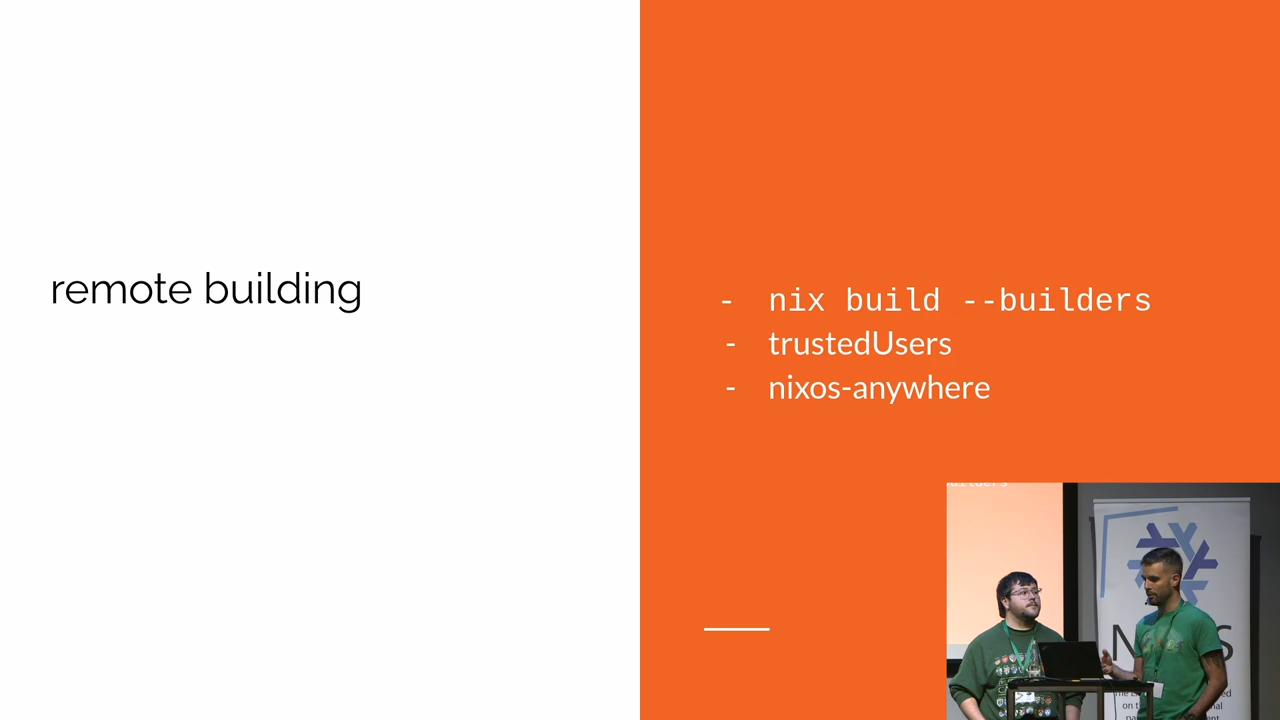 remote building
- nix build --builders
- trustedUsers
- nixos-anywhere